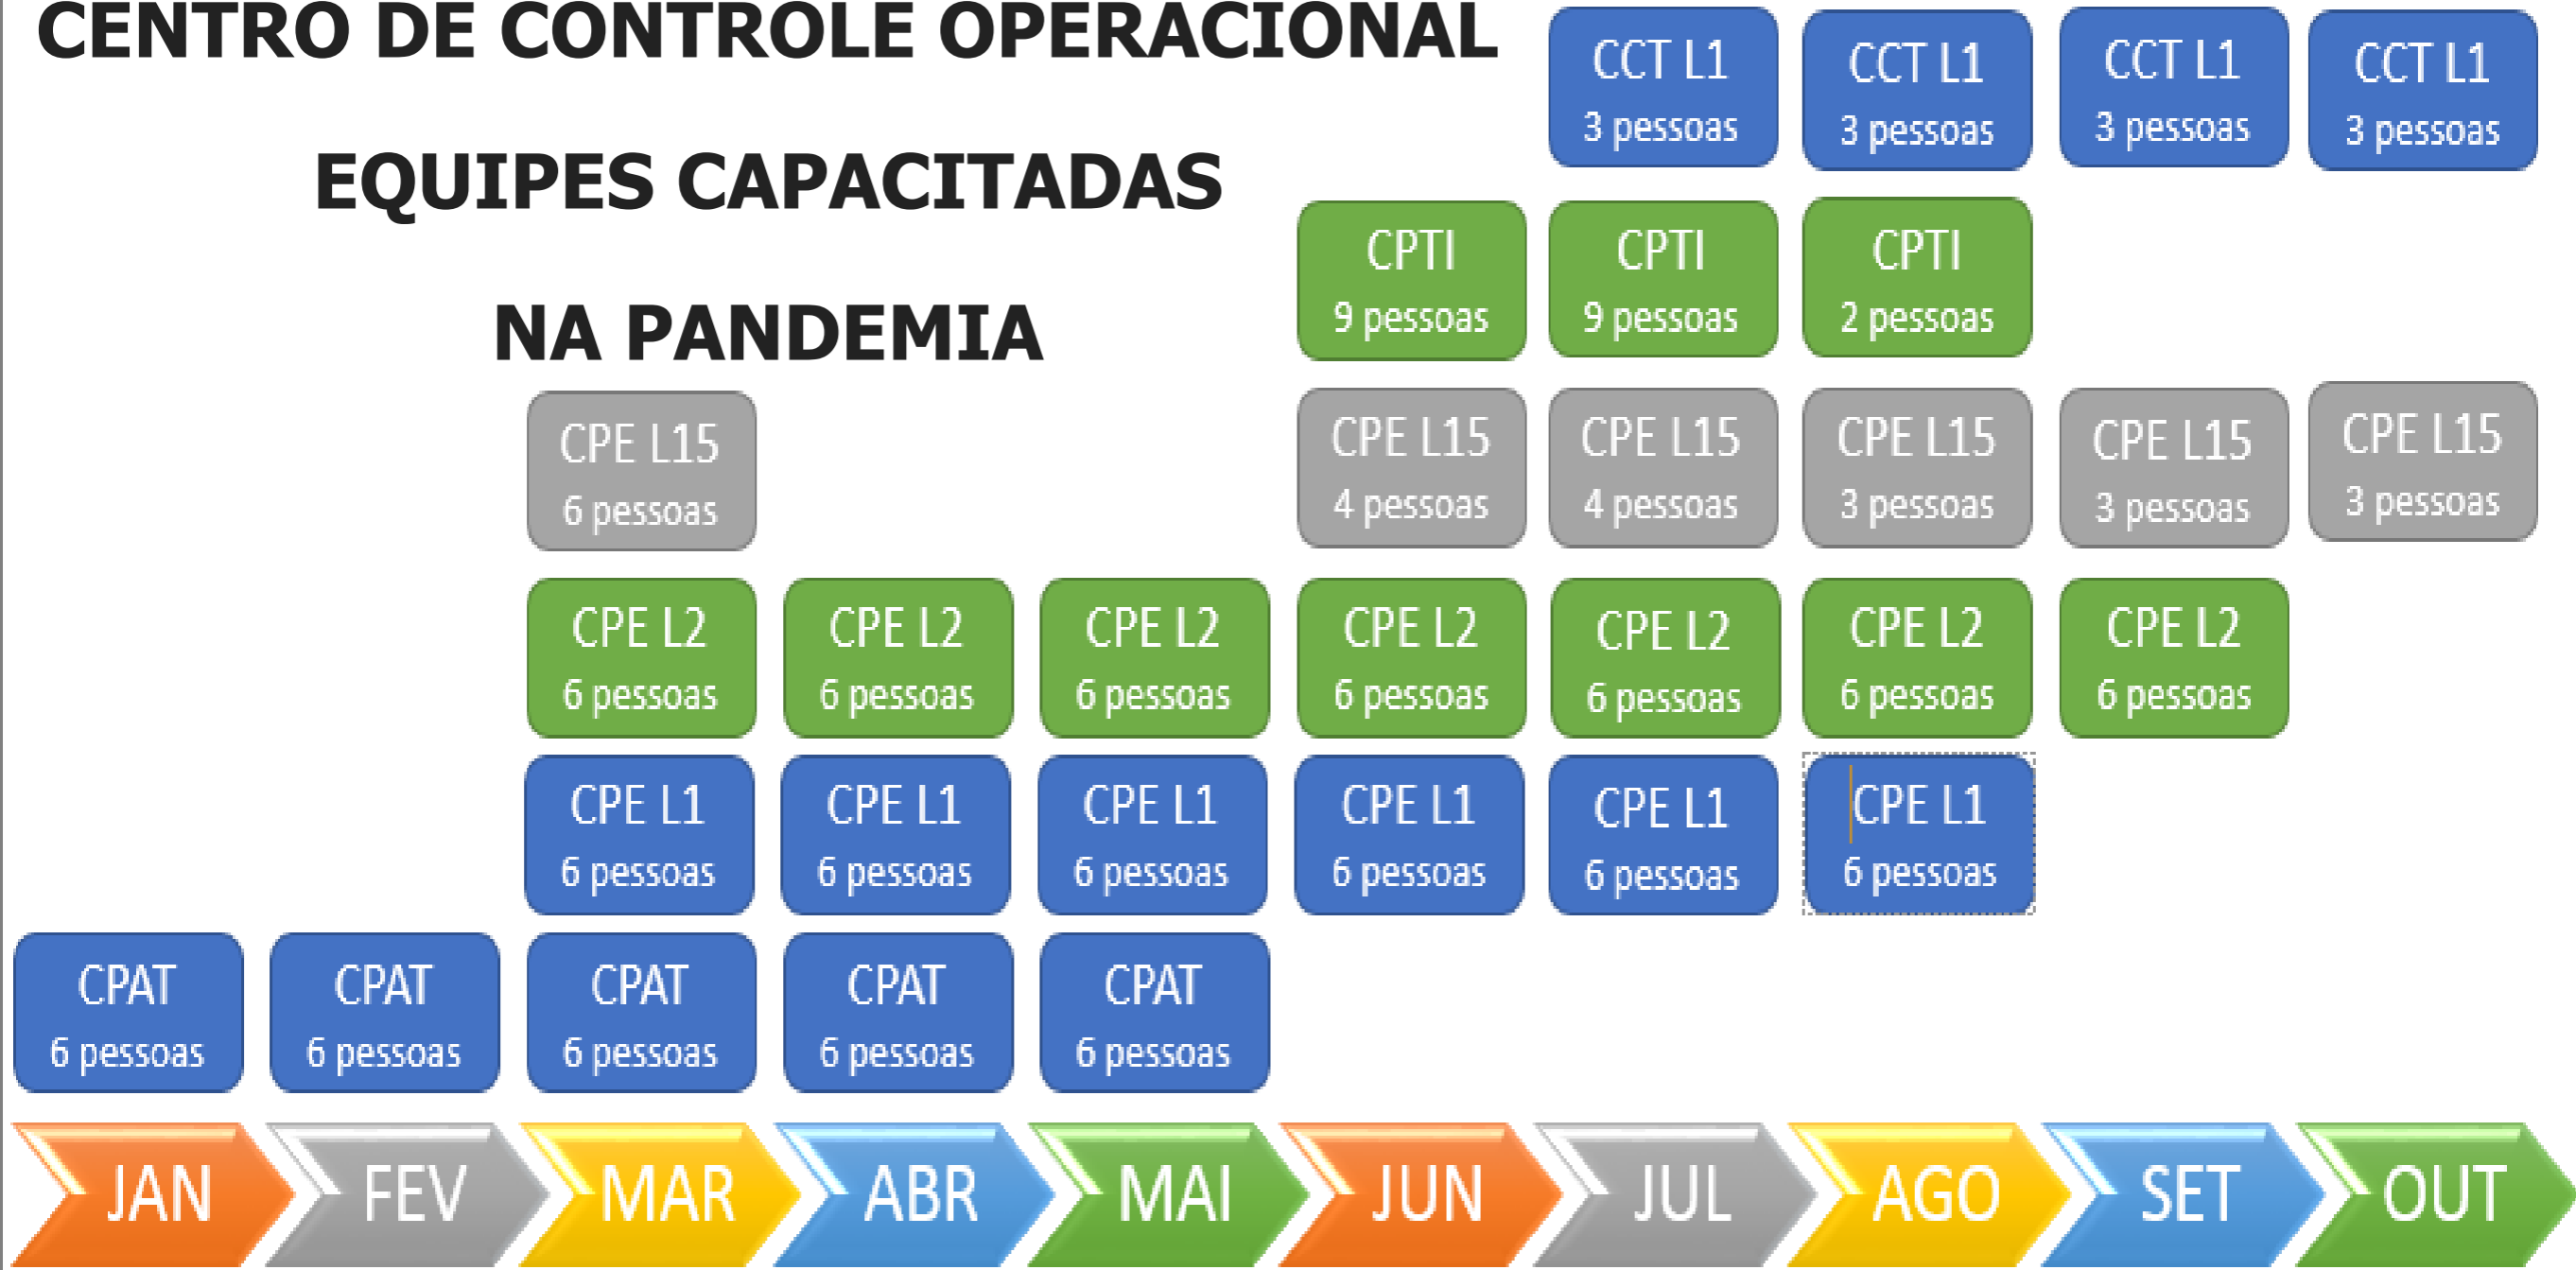 CENTRO DE CONTROLE OPERACIONAL
EQUIPES CAPACITADAS
NA PANDEMIA
CCT L1
3 pessoas
CCT L1
3 pessoas
CCT L1
3 pessoas
CCT L1
3 pessoas
CPTI
9 pessoas
CPTI
9 pessoas
CPTI
2 pessoas
CPE L15
6 pessoas
CPE L15
4 pessoas
CPE L15
4 pessoas
CPE L15
3 pessoas
CPE L15
3 pessoas
CPE L15
3 pessoas
CPE L2
6 pessoas
CPE L2
6 pessoas
CPE L2
6 pessoas
CPE L2
6 pessoas
CPE L2
6 pessoas
CPE L2
6 pessoas
CPE L2
6 pessoas
CPE L1
6 pessoas
CPE L1
6 pessoas
CPE L1
6 pessoas
CPE L1
6 pessoas
CPE L1
6 pessoas
CPE L1
6 pessoas
CPAT
6 pessoas
CPAT
6 pessoas
CPAT
6 pessoas
CPAT
6 pessoas
CPAT
6 pessoas
JAN
FEV
MAR
ABR
MAI
JUN
JUL
AGO
SET
OUT